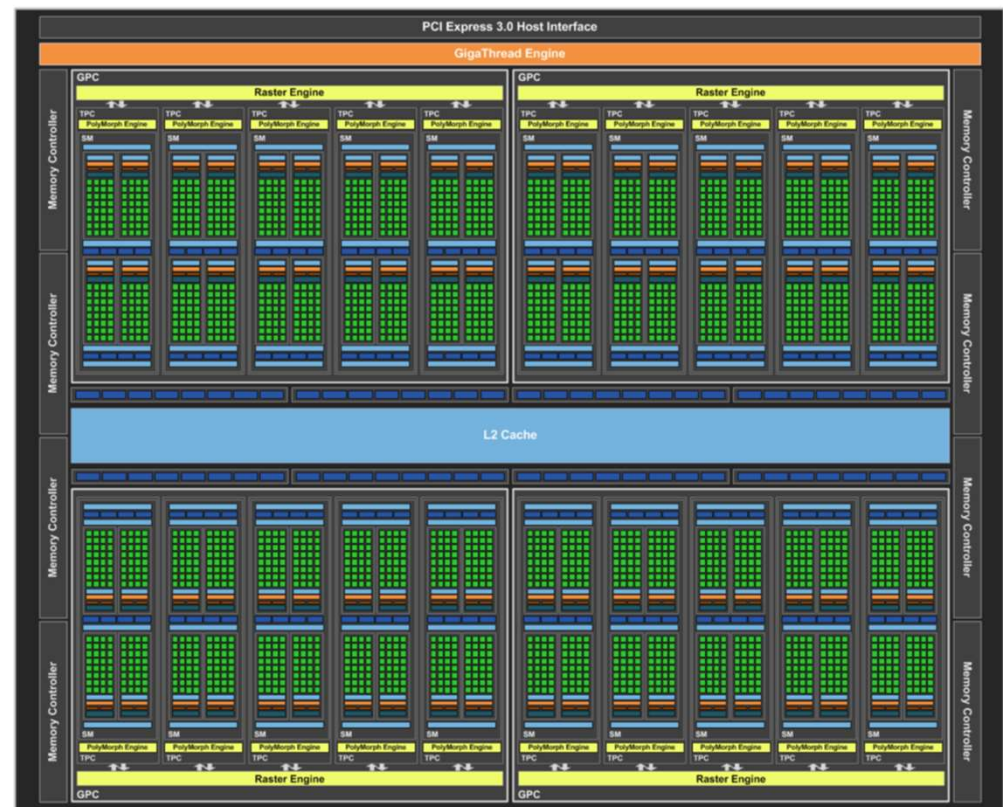 PCI Express 3.0 Host Interface
GigaThread Engine
Memory Controller
Memory Controller
Memory Controller
Memory Controller
GPC
Raster Engine
TPC TPC TPC TPC TPC
PolyMorph Engine PolyMorph Engine PolyMorph Engine PolyMorph Engine PolyMorph Engine
SM SM SM SM SM
GPC
Raster Engine
TPC TPC TPC TPC TPC
PolyMorph Engine PolyMorph Engine PolyMorph Engine PolyMorph Engine PolyMorph Engine
SM SM SM SM SM
L2 Cache
SM SM SM SM SM
PolyMorph Engine PolyMorph Engine PolyMorph Engine PolyMorph Engine PolyMorph Engine
TPC TPC TPC TPC TPC
Raster Engine
GPC
SM SM SM SM SM
PolyMorph Engine PolyMorph Engine PolyMorph Engine PolyMorph Engine PolyMorph Engine
TPC TPC TPC TPC TPC
Raster Engine
GPC
Memory Controller
Memory Controller
Memory Controller
Memory Controller